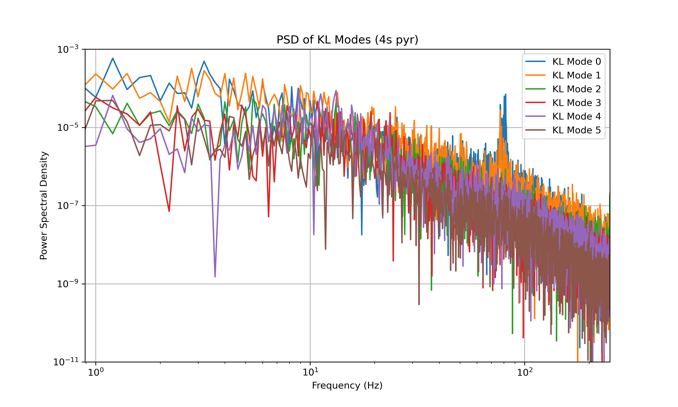 PSD of KL Modes (4s pyr)
10⁻³
10⁻⁵
10⁻⁷
10⁻⁹
10⁻¹¹
Power Spectral Density
KL Mode 0
KL Mode 1
KL Mode 2
KL Mode 3
KL Mode 4
KL Mode 5
10⁰
10¹
10²
Frequency (Hz)